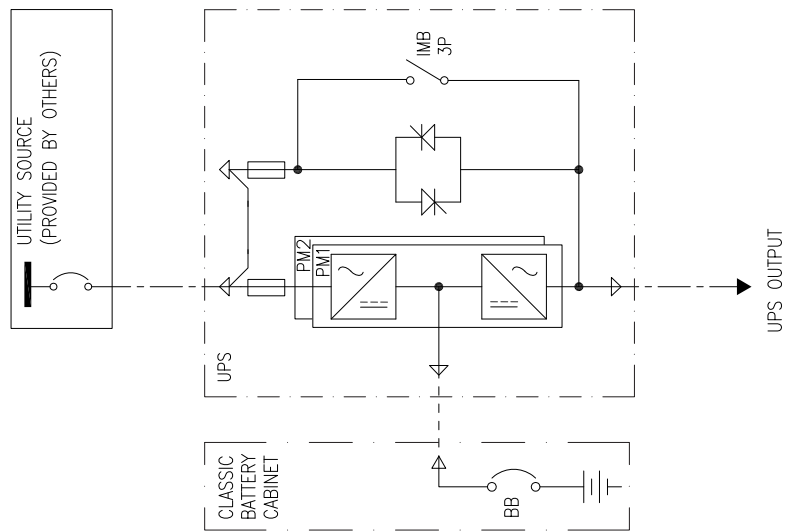 UTILITY SOURCE
(PROVIDED BY OTHERS)
IMB
3P
PM2
PM1
UPS
UPS OUTPUT
CLASSIC
BATTERY
CABINET
BB